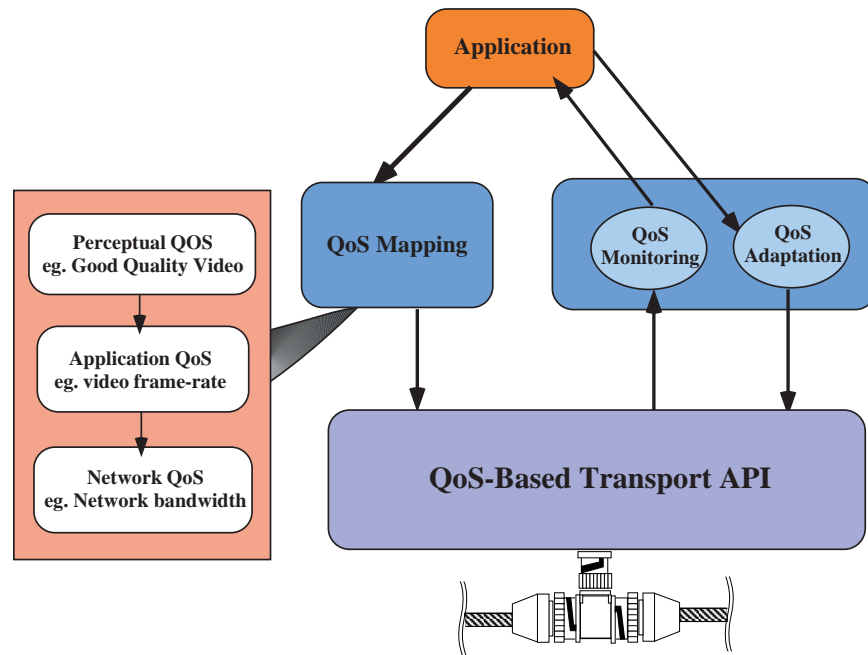 Application
QoS Mapping
QoS
Monitoring
QoS
Adaptation
Perceptual QOS
eg. Good Quality Video
Application QoS
eg. video frame-rate
Network QoS
eg. Network bandwidth
QoS-Based Transport API